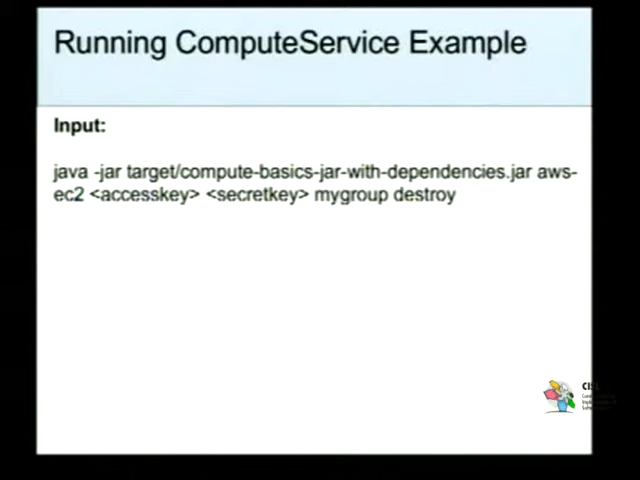 Running ComputeService Example
Input:
java -jar target/compute-basics-jar-with-dependencies.jar aws-
ec2 <accesskey> <secretkey> mygroup destroy